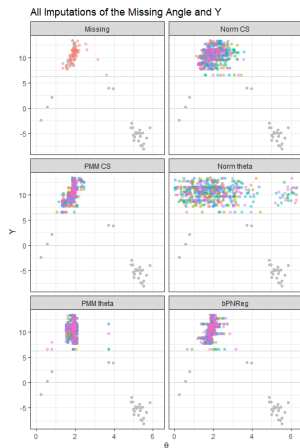 All Imputations of the Missing Angle and Y
Missing
Norm CS
10
5
0
-5
PMM CS
Norm theta
Y
10
5
0
-5
PMM theta
bPNReg
10
5
0
-5
0 2 4 6 0 2 4 6
θ